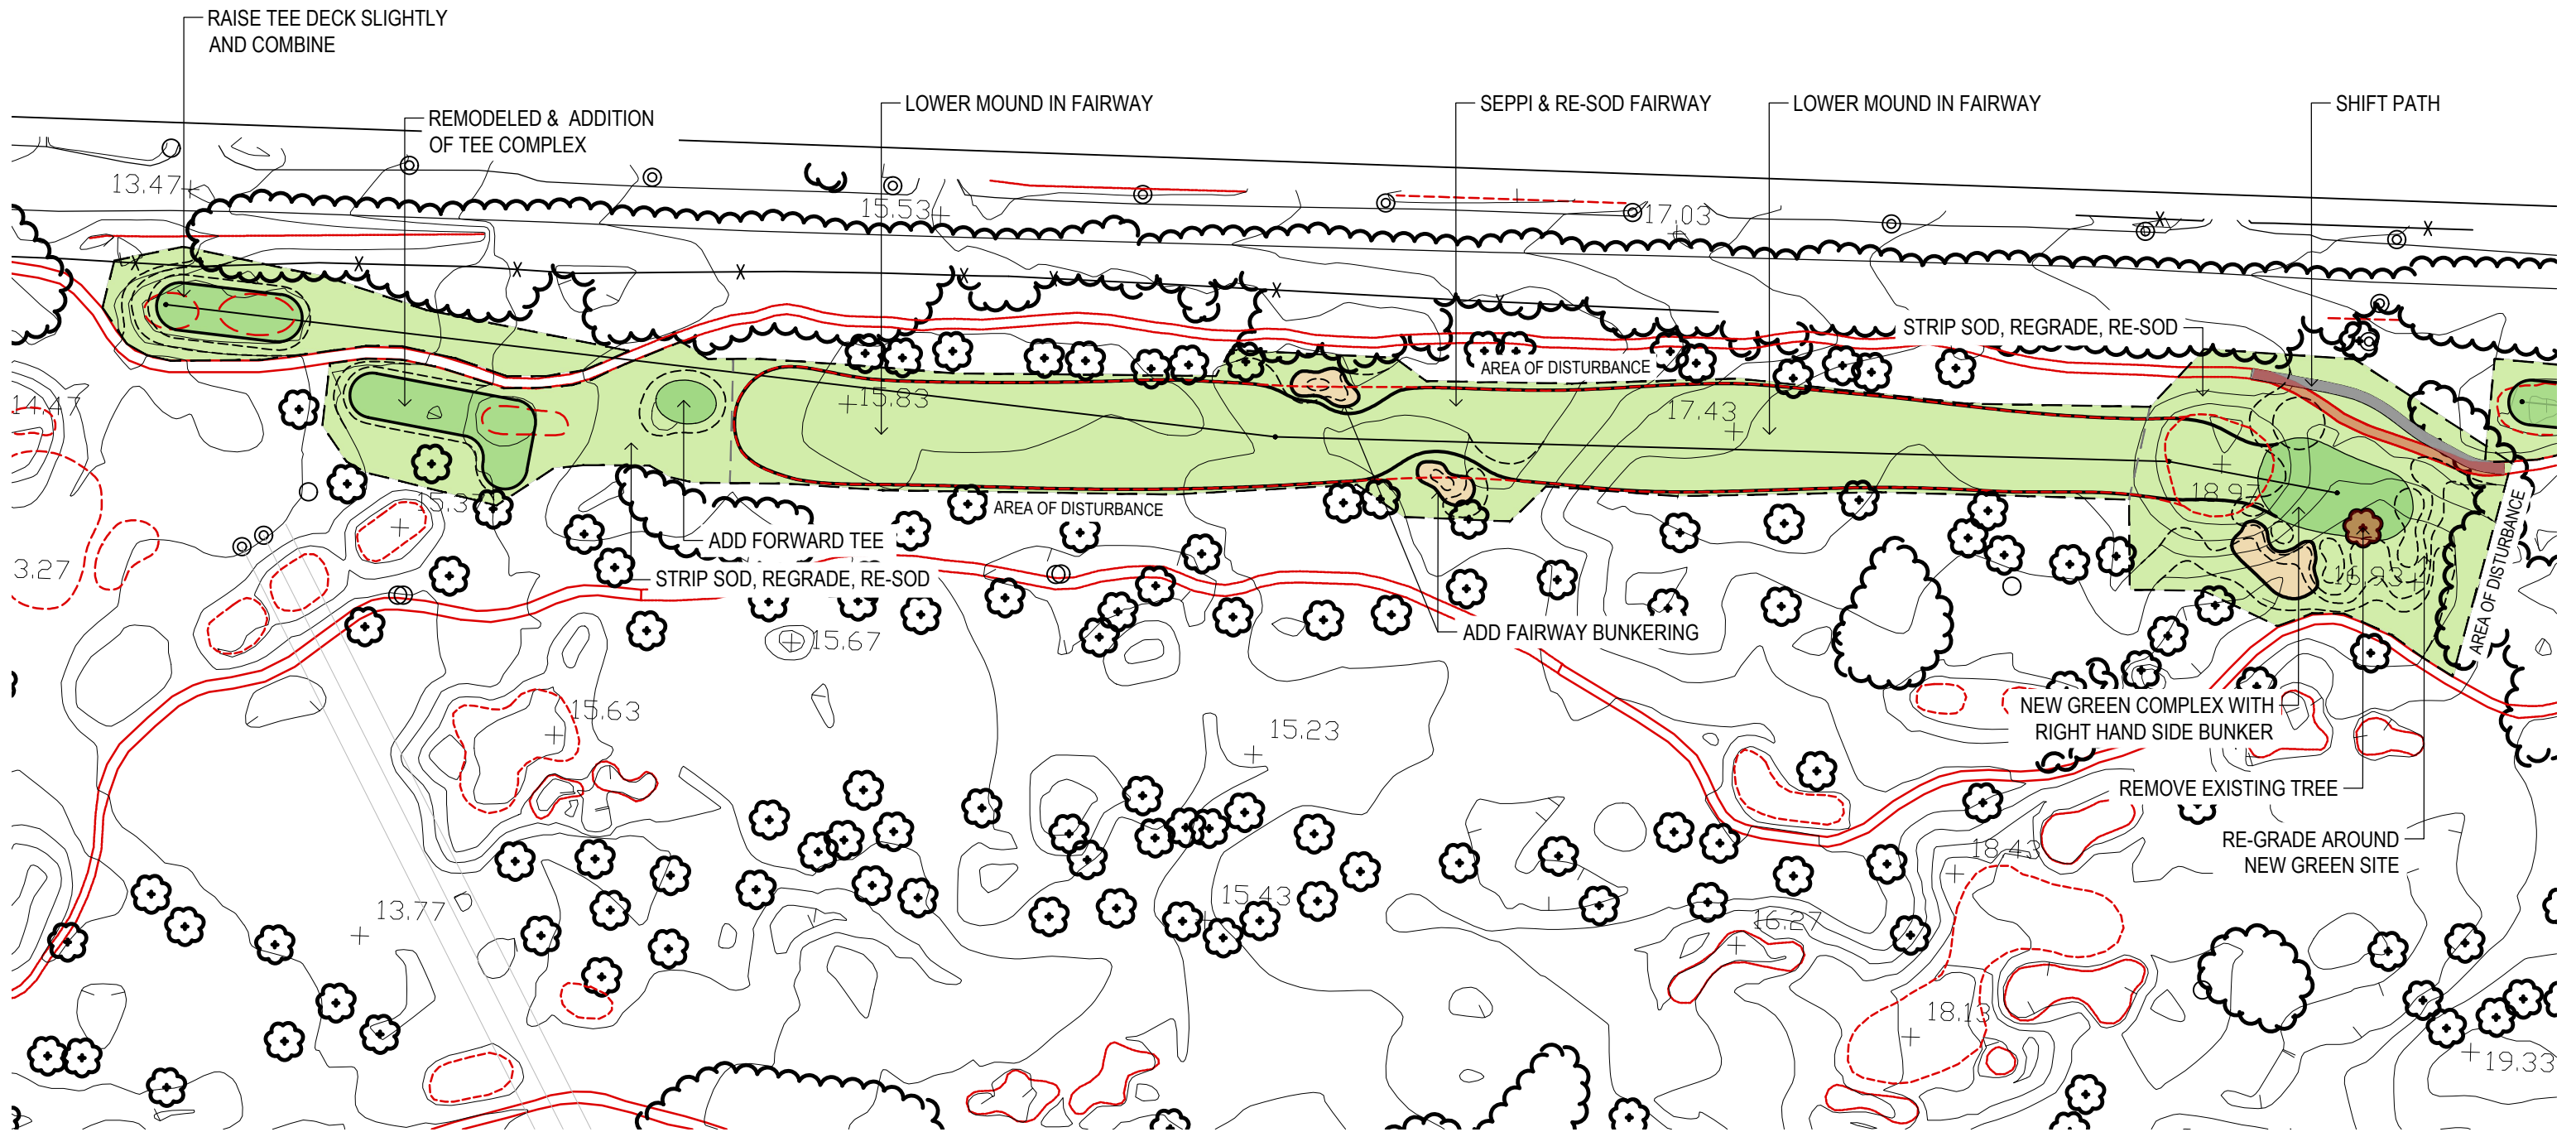 RAISE TEE DECK SLIGHTLY
AND COMBINE
REMODELED & ADDITION
OF TEE COMPLEX
LOWER MOUND IN FAIRWAY
SEPPI & RE-SOD FAIRWAY
LOWER MOUND IN FAIRWAY
SHIFT PATH
13.47
15.53
17.03
STRIP SOD, REGRADE, RE-SOD
AREA OF DISTURBANCE
14.47
15.83
17.43
18.97
15.3
AREA OF DISTURBANCE
AREA OF DISTURBANCE
ADD FORWARD TEE
3.27
STRIP SOD, REGRADE, RE-SOD
16.93
15.67
ADD FAIRWAY BUNKERING
15.63
15.23
NEW GREEN COMPLEX WITH
RIGHT HAND SIDE BUNKER
REMOVE EXISTING TREE
RE-GRADE AROUND
NEW GREEN SITE
18.43
13.77
15.43
16.27
18.13
19.33